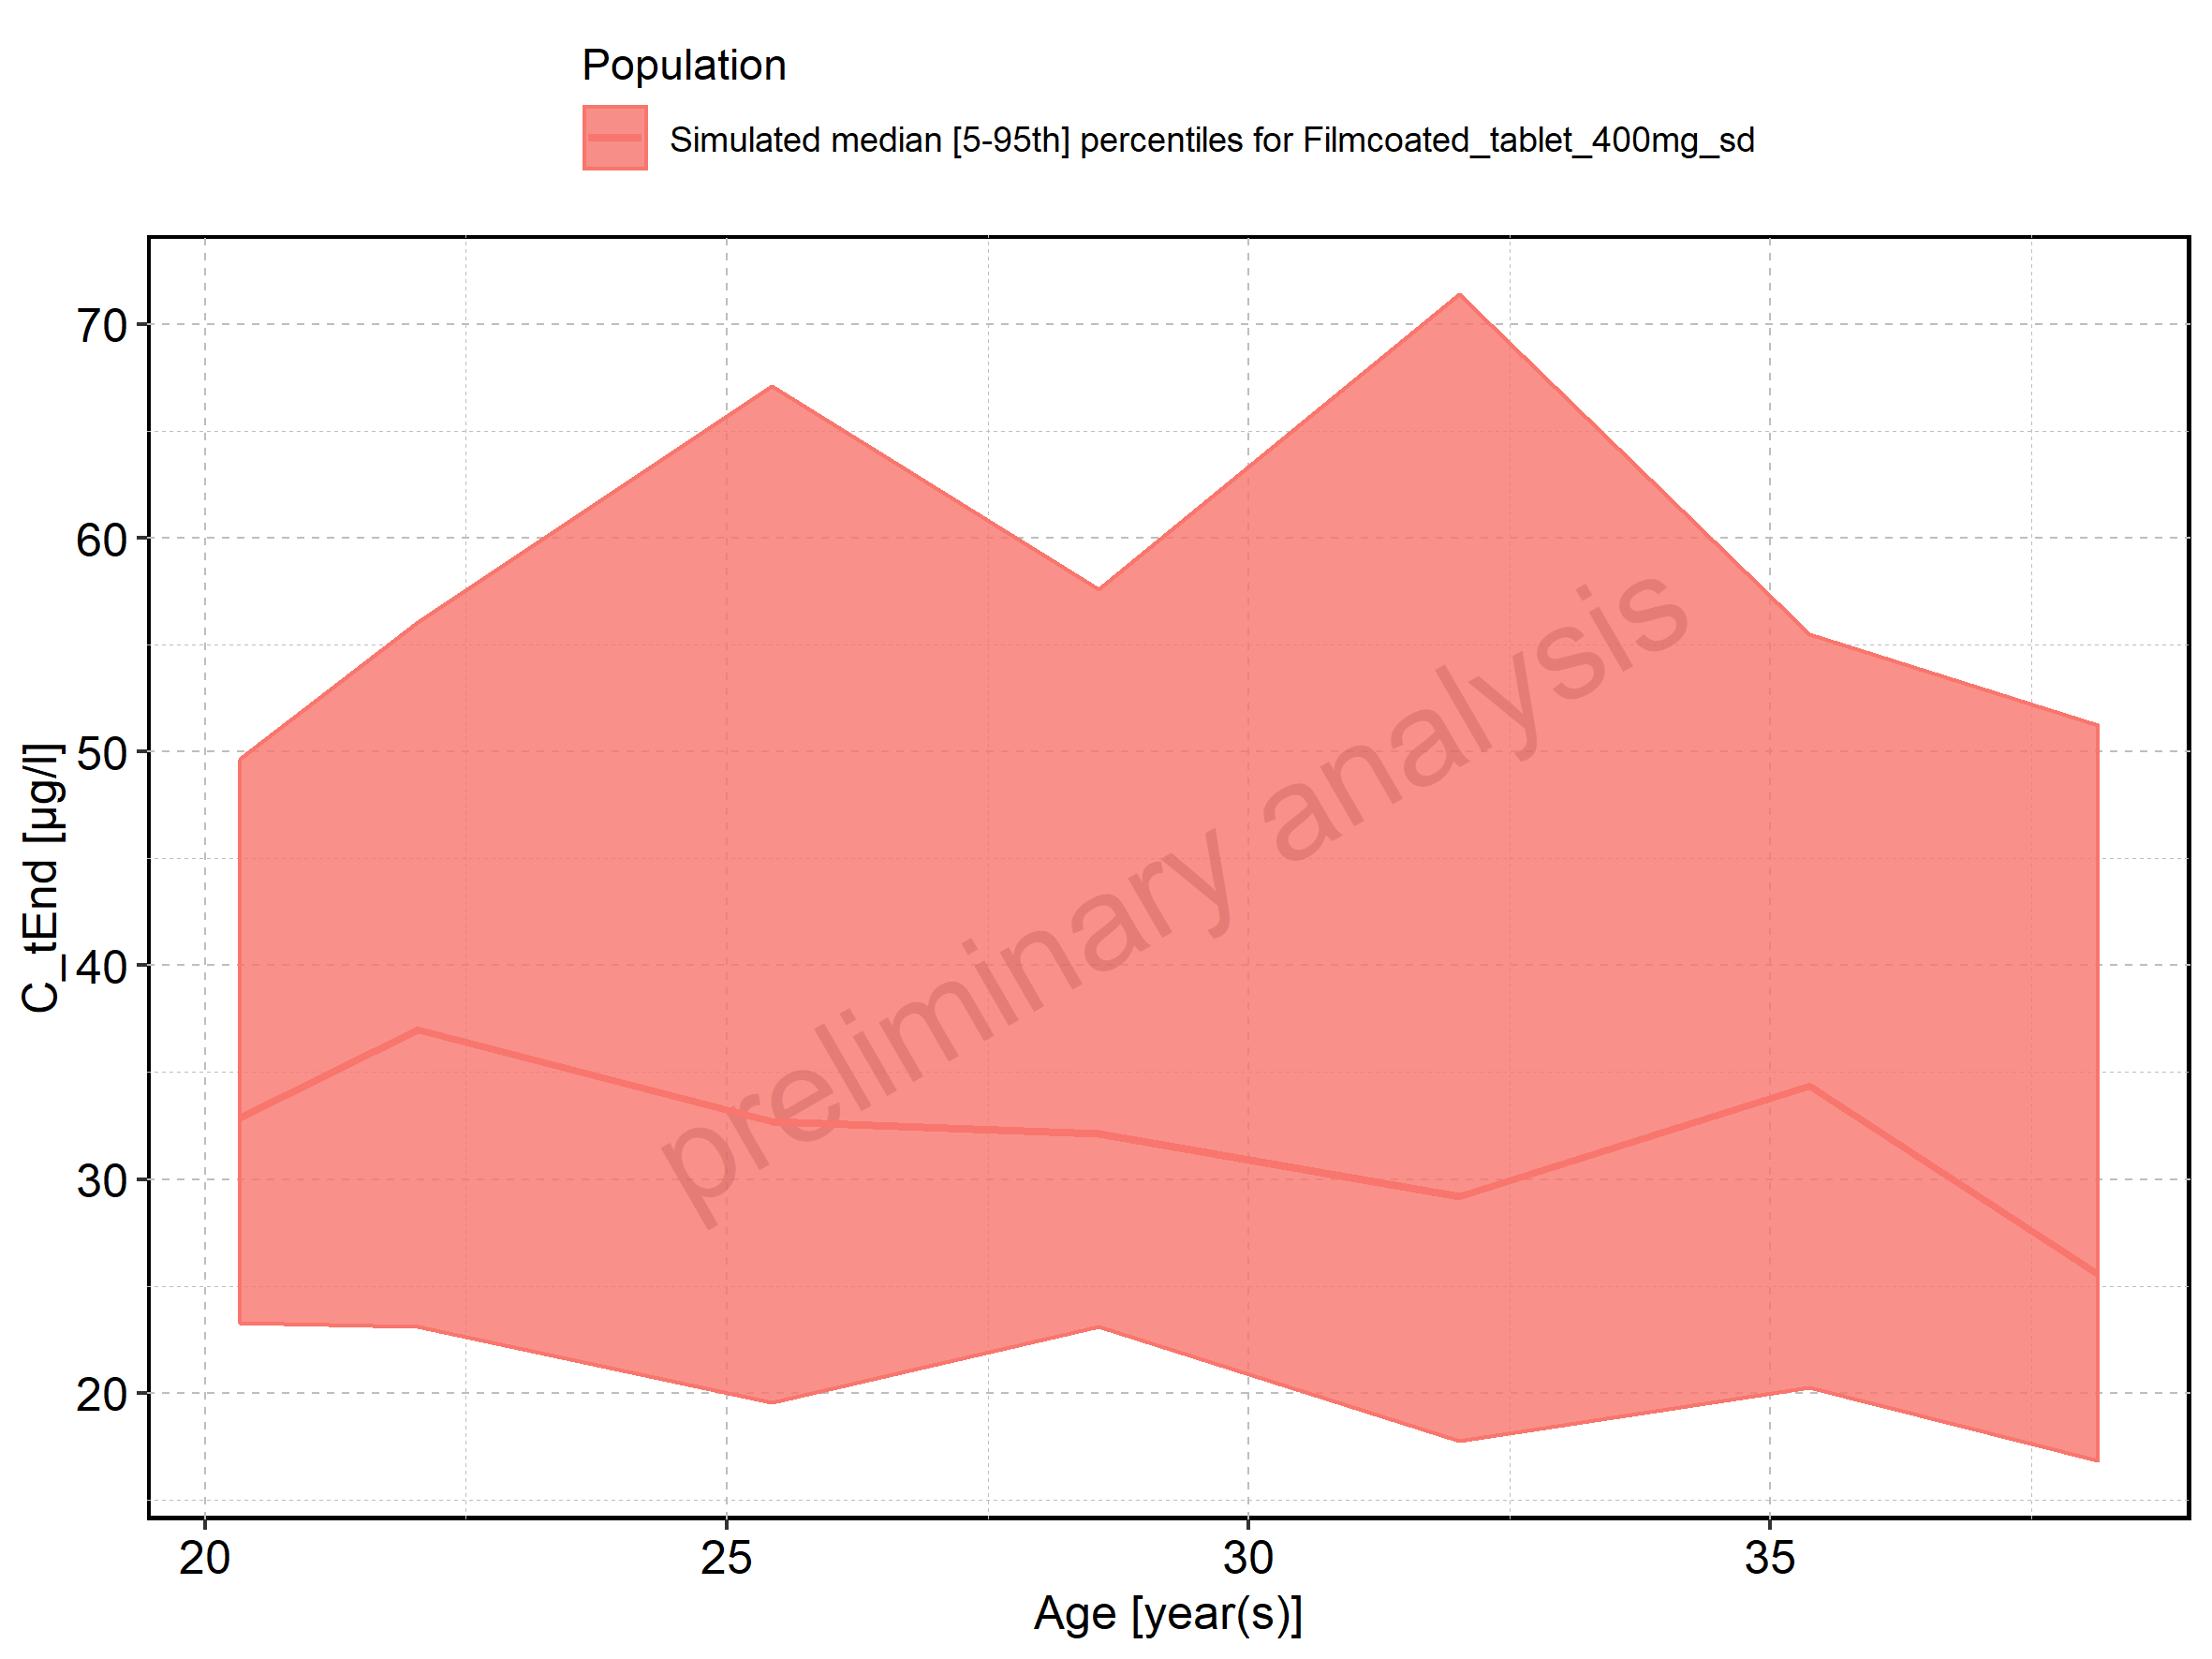 Population
Simulated median [5-95th] percentiles for Filmcoated_tablet_400mg_sd
70
60
50
40
30
20
C_tEnd [µg/l]
preliminary analysis
20 25 30 35
Age [year(s)]